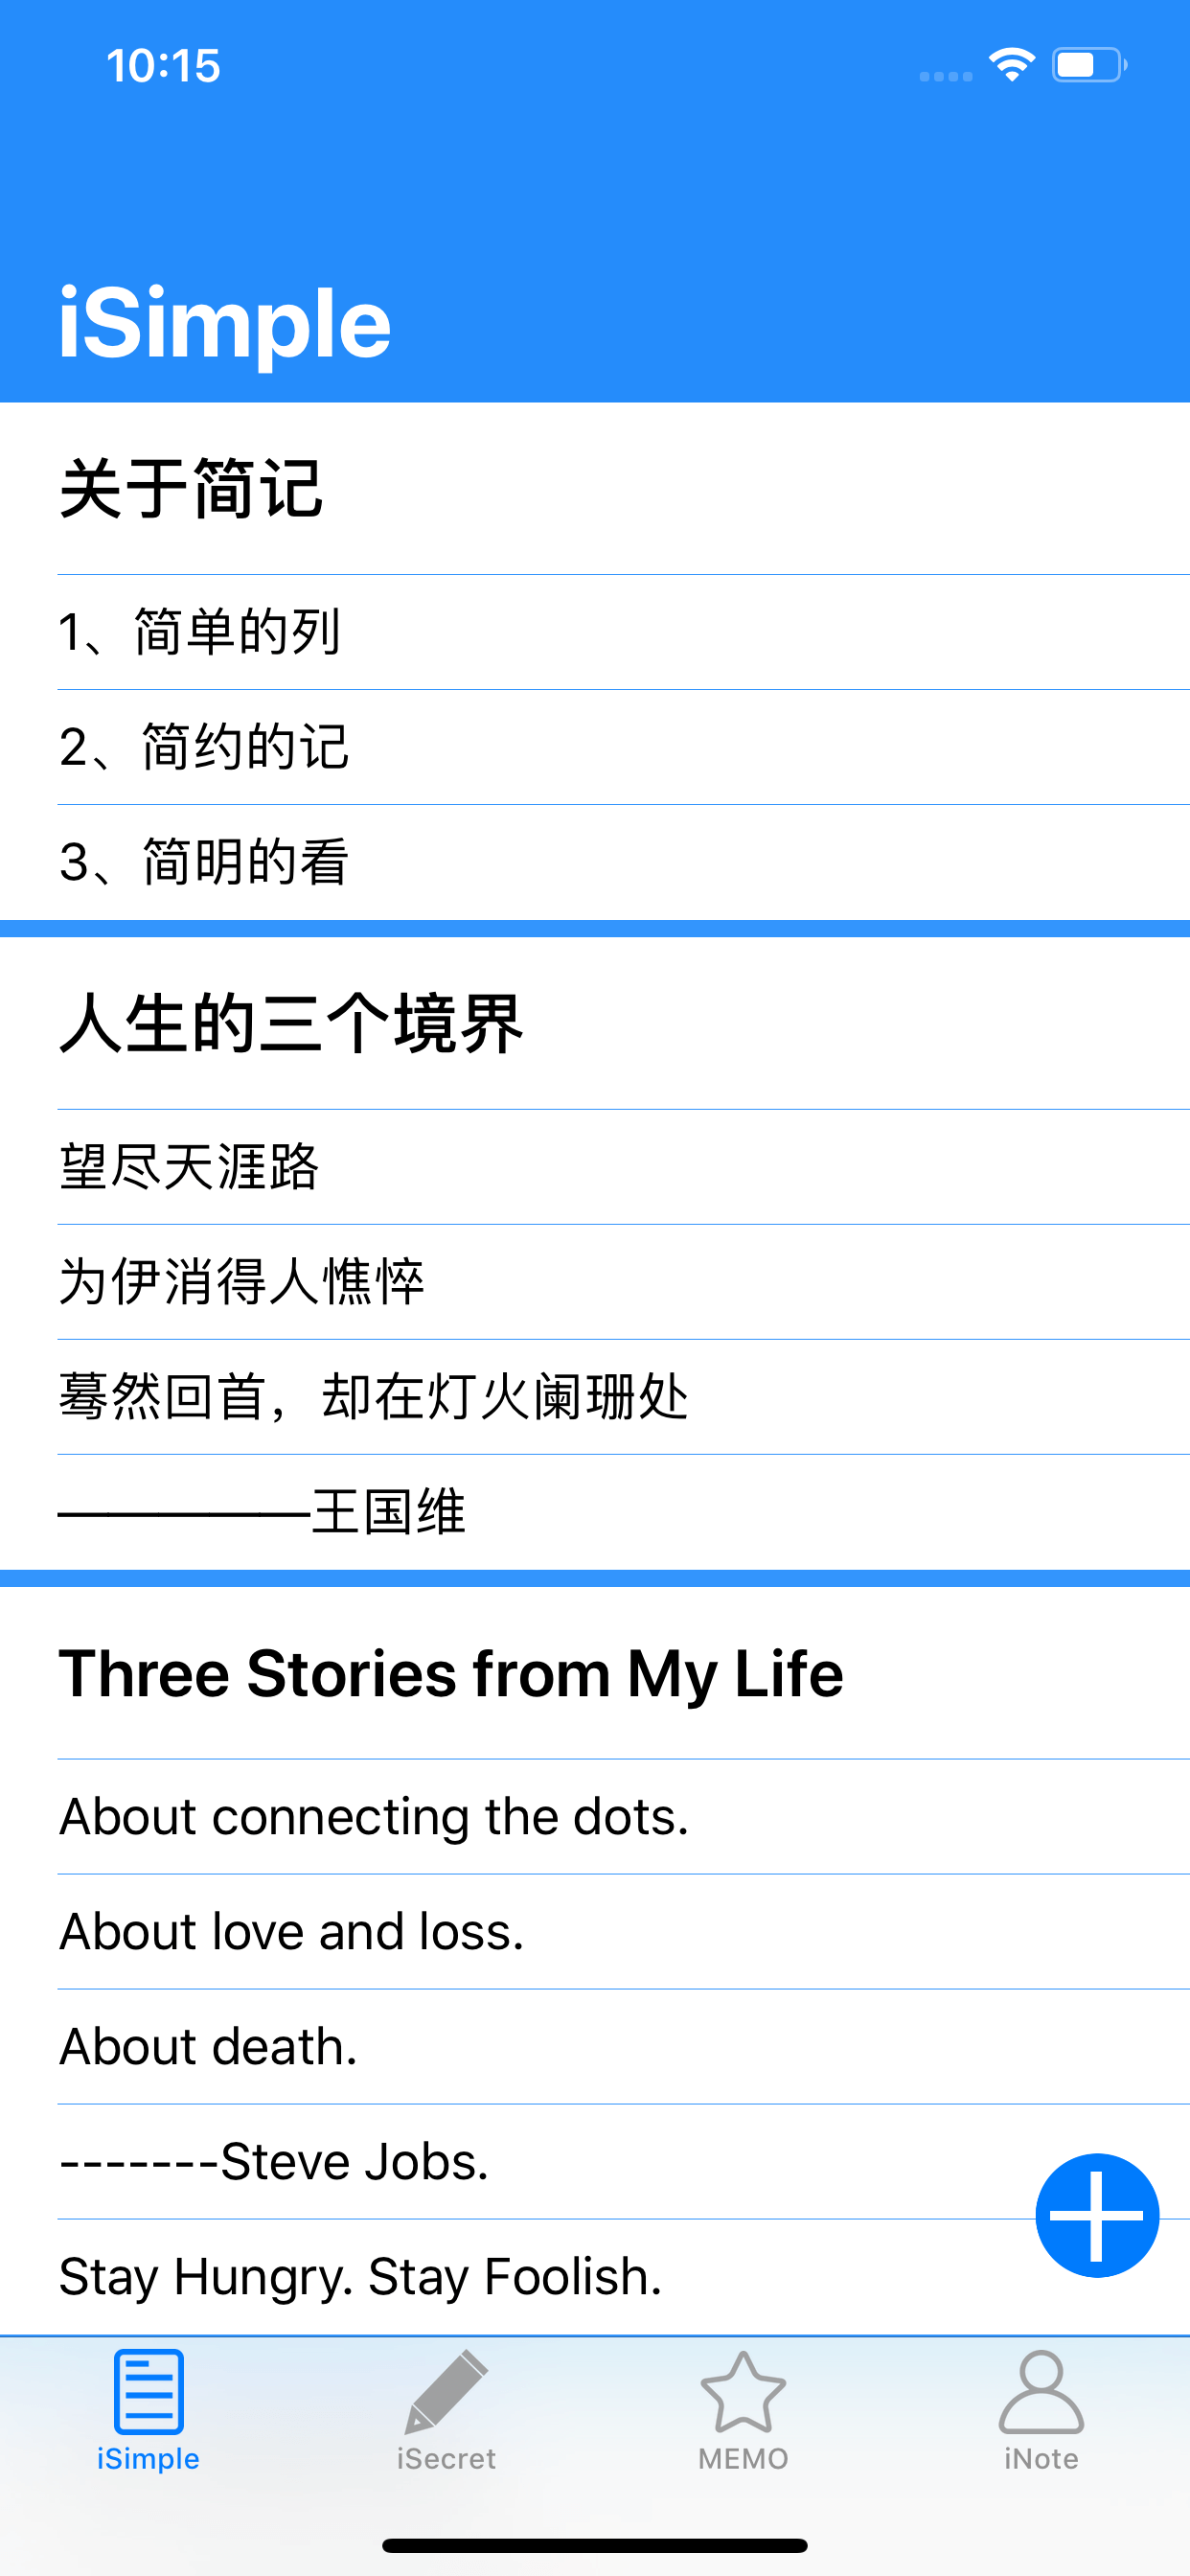 10:15
iSimple
关于简记
1、简单的列
2、简约的记
3、简明的看
人生的三个境界
望尽天涯路
为伊消得人憔悴
蓦然回首，却在灯火阑珊处
—————王国维
Three Stories from My Life
About connecting the dots.
About love and loss.
About death.
-------Steve Jobs.
Stay Hungry. Stay Foolish.
iSimple
iSecret
MEMO
iNote